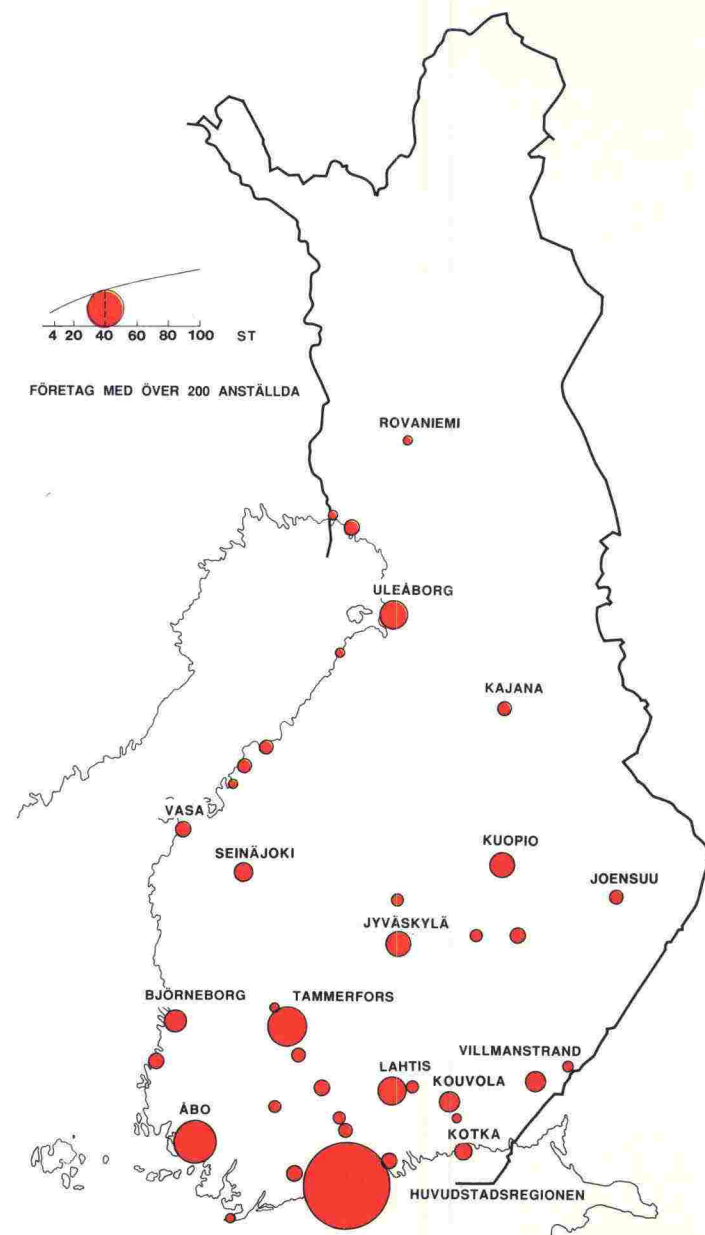 4 20 40 60 80 100 ST
FÖRETAG MED ÖVER 200 ANSTÄLLDA
ROVANIEMI
ULEÅBORG
KAJANA
VASA
SEINÄJOKI
KUOPIO
JOENSUU
JYVÄSKYLÄ
BJÖRNEBORG
TAMMERFORS
VILLMANSTRAND
LAHTIS
KOUVOLA
ÅBO
KOTKA
HUVUDSTADSREGIONEN